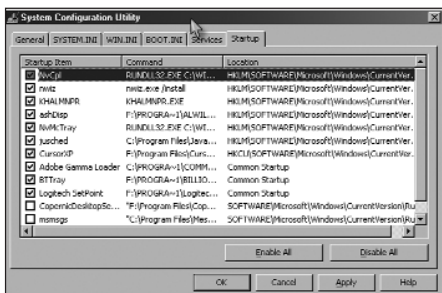 System Configuration Utility
General SYSTEM.INI WIN.INI BOOT.INI Services Startup
Startup Item Command Location
NvCpl RUNDLL32.EXE C:\WI... HKLM\SOFTWARE\Microsoft\Windows\CurrentVer...
nwiz nwiz.exe /install HKLM\SOFTWARE\Microsoft\Windows\CurrentVer...
KHALMNPR KHALMNPR.EXE HKLM\SOFTWARE\Microsoft\Windows\CurrentVer...
ashDisp F:\PROGRA~1\ALWIL... HKLM\SOFTWARE\Microsoft\Windows\CurrentVer...
NvMcTray RUNDLL32.EXE C:\WI... HKLM\SOFTWARE\Microsoft\Windows\CurrentVer...
jusched C:\Program Files\Java... HKLM\SOFTWARE\Microsoft\Windows\CurrentVer...
CursorXP F:\Program Files\Curs... HKCU\SOFTWARE\Microsoft\Windows\CurrentVer...
Adobe Gamma Loader C:\PROGRA~1\COMM... Common Startup
BTTray F:\PROGRA~1\BILLIO... Common Startup
Logitech SetPoint F:\PROGRA~1\Logitec... Common Startup
CopernicDesktopSe... "F:\Program Files\Cop... SOFTWARE\Microsoft\Windows\CurrentVersion\Ru
msmsgs "C:\Program Files\Mes... SOFTWARE\Microsoft\Windows\CurrentVersion\Ru
Enable All Disable All
OK Cancel Apply Help